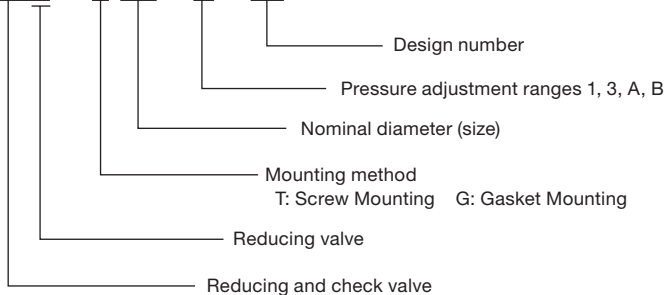 Design number
Pressure adjustment ranges 1, 3, A, B
Nominal diameter (size)
Mounting method
T: Screw Mounting G: Gasket Mounting
Reducing valve
Reducing and check valve